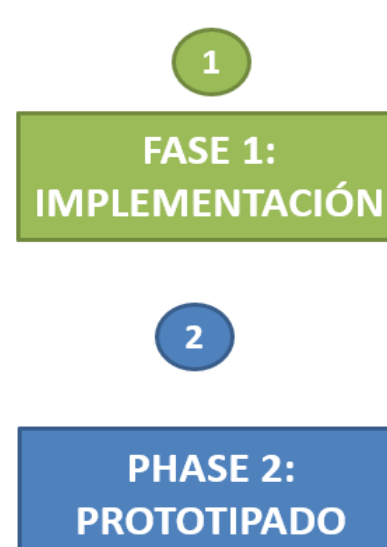 1
FASE 1:
IMPLEMENTACIÓN
2
PHASE 2:
PROTOTIPADO